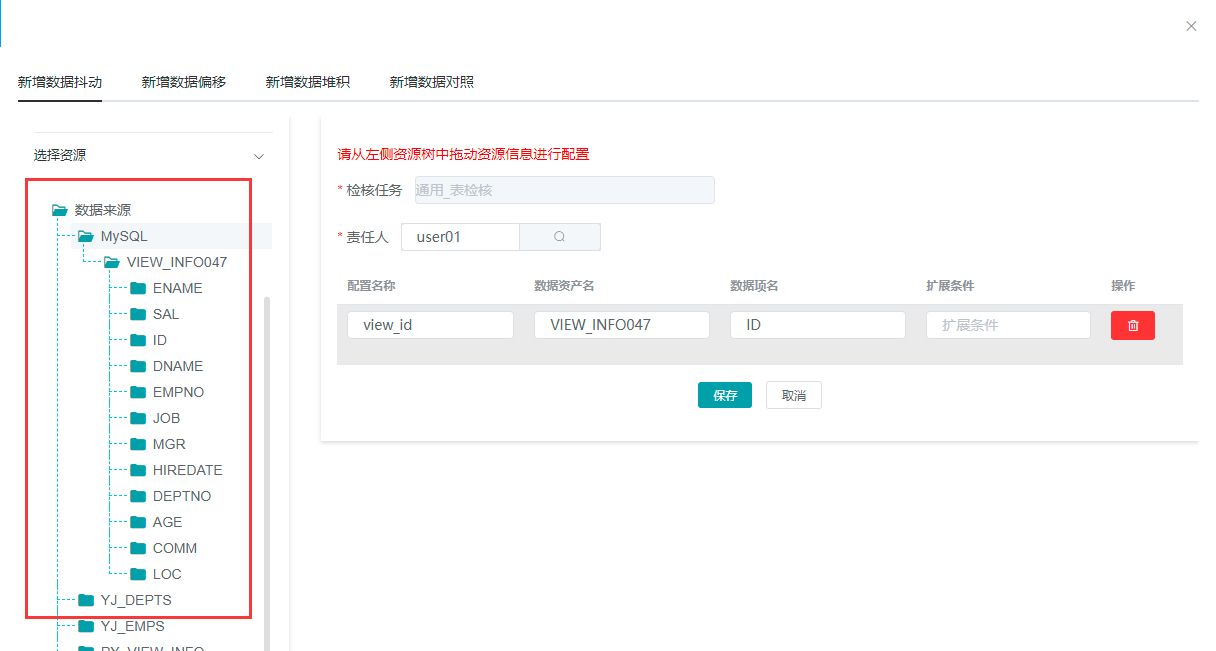 新增数据抖动 新增数据偏移 新增数据堆积 新增数据对照
选择资源
数据来源
MySQL
VIEW_INFO047
ENAME
SAL
ID
DNAME
EMPNO
JOB
MGR
HIREDATE
DEPTNO
AGE
COMM
LOC
YJ_DEPTS
YJ_EMPS
请从左侧资源树中拖动资源信息进行配置
* 检核任务 通用_表检核
* 责任人 user01
配置名称 数据资产名 数据项名 扩展条件 操作
view_id VIEW_INFO047 ID 扩展条件
保存 取消